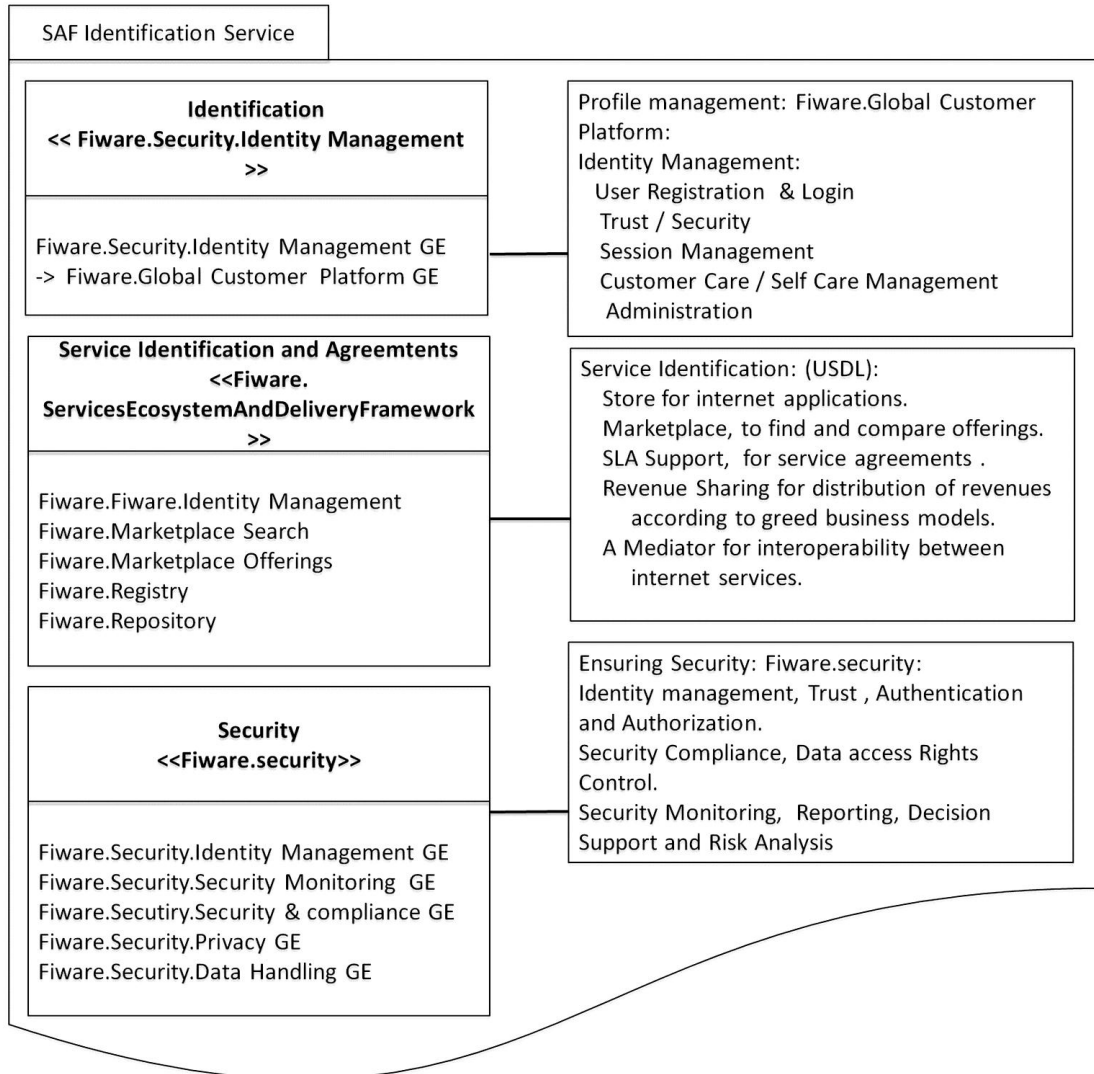 SAF Identification Service
Identification
<< Fiware.Security.Identity Management
>>
Fiware.Security.Identity Management GE
-> Fiware.Global Customer Platform GE
Profile management: Fiware.Global Customer
Platform:
Identity Management:
User Registration & Login
Trust / Security
Session Management
Customer Care / Self Care Management
Administration
Service Identification and Agreemtents
<<Fiware.
ServicesEcosystemAndDeliveryFramework
>>
Fiware.Fiware.Identity Management
Fiware.Marketplace Search
Fiware.Marketplace Offerings
Fiware.Registry
Fiware.Repository
Service Identification: (USDL):
Store for internet applications.
Marketplace, to find and compare offerings.
SLA Support, for service agreements .
Revenue Sharing for distribution of revenues
according to greed business models.
A Mediator for interoperability between
internet services.
Security
<<Fiware.security>>
Fiware.Security.Identity Management GE
Fiware.Security.Security Monitoring GE
Fiware.Secutiry.Security & compliance GE
Fiware.Security.Privacy GE
Fiware.Security.Data Handling GE
Ensuring Security: Fiware.security:
Identity management, Trust , Authentication
and Authorization.
Security Compliance, Data access Rights
Control.
Security Monitoring, Reporting, Decision
Support and Risk Analysis